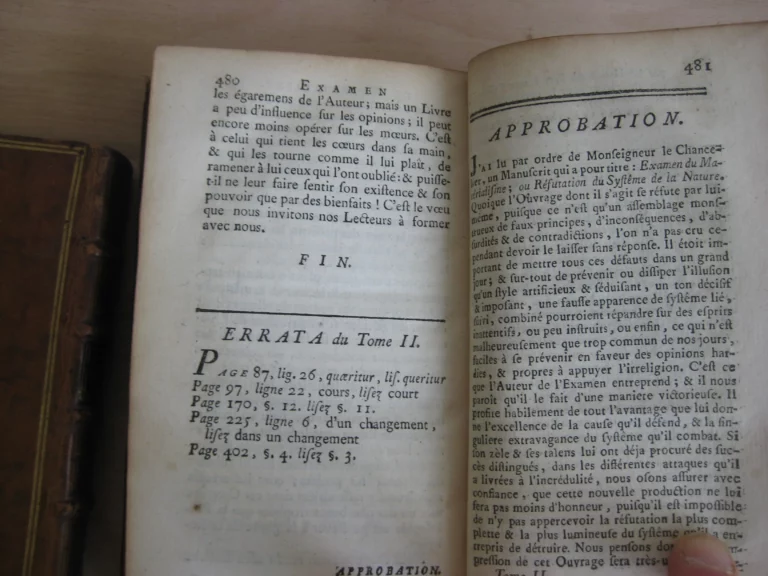 480 EXAMEN
les égaremens de l'Auteur; mais un Livre
a peu d'influence sur les opinions; il peut
encore moins opérer sur les mœurs. C'est
à celui qui tient les cœurs dans sa main,
& qui les tourne comme il lui plait, de
ramener à lui ceux qui l'ont oublié: & puisse-
t-il ne leur faire sentir son existence & son
pouvoir que par des bienfaits! C'est le vœu
que nous invitons nos Lecteurs à former
avec nous.
FIN.
ERRATA du Tome II.
PAGE 87, lig. 26, quæritur, lis. queritur
Page 97, ligne 22, cours, lisez court
Page 170, §. 12. lisez §. 11.
Page 225, ligne 6, d'un changement,
lisez dans un changement
Page 402, §. 4. lisez §. 3.
APPROBATION.
481
APPROBATION.
J'AI lu par ordre de Monseigneur le Chance-
lier, un Manuscrit qui a pour titre: Examen du Ma-
térialisme; ou Réfutation du Système de la Nature.
Quoique l'Ouvrage dont il s'agit se réfute par lui-
même, puisque ce n'est qu'un assemblage mons-
trueux de faux principes, d'inconséquences, d'ab-
surdités & de contradictions, l'on n'a pas cru ce-
pendant devoir le laisser sans réponse. Il étoit im-
portant de mettre tous ces défauts dans un grand
jour; & sur-tout de prévenir ou dissiper l'illusion
qu'un style artificieux & séduisant, un ton décisif
& imposant, une fausse apparence de système lié,
suivi, combiné pourroient répandre sur des esprits
inattentifs, ou peu instruits, ou enfin, ce qui n'est
malheureusement que trop commun de nos jours,
faciles à se prévenir en faveur des opinions har-
dies, & propres à appuyer l'irreligion. C'est ce
que l'Auteur de l'Examen entreprend; & il nous
paroît qu'il le fait d'une maniere victorieuse. Il
profite habilement de tout l'avantage que lui don-
ne l'excellence de la cause qu'il défend, & la sin-
guliere extravagance du système qu'il combat. Si
son zèle & ses talens lui ont déja procuré des suc-
cès distingués, dans les différentes attaques qu'il
a livrées à l'incrédulité, nous osons assurer avec
confiance, que cette nouvelle production ne lui
fera pas moins d'honneur, puisqu'il est impossible
de n'y pas appercevoir la réfutation la plus com-
plette & la plus lumineuse du système qu'il a en-
trepris de détruire. Nous pensons donc
pression de cet Ouvrage sera très-
Tome II.